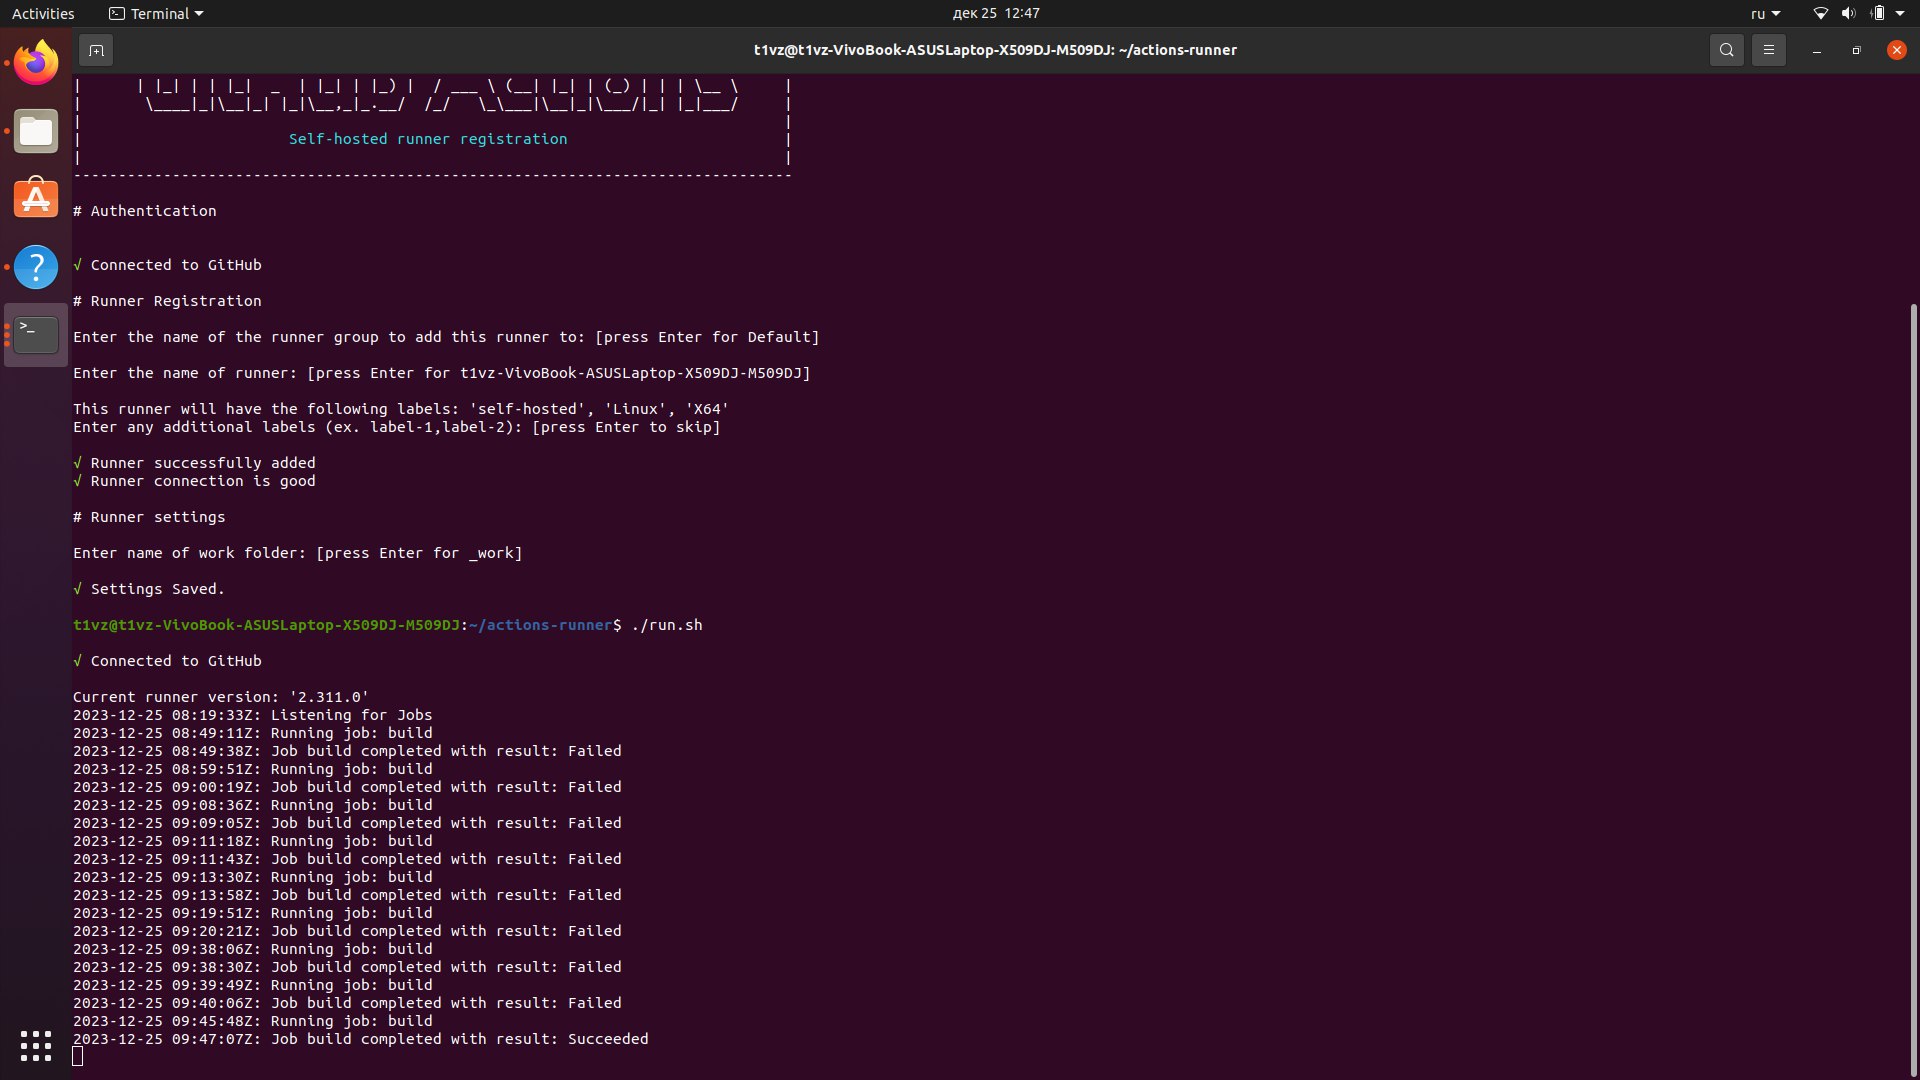 Activities Terminal дек 25 12:47 ru
t1vz@t1vz-VivoBook-ASUSLaptop-X509DJ-M509DJ: ~/actions-runner
| | |_| | | |_| _ | |_| | |_) | / ___ \ (__| |_| | (_) | | | \__ \ |
| \____|_|\__|_| |_|\__,_|_.__/ /_/ \_\___|\__|_|\___/|_| |_|___/ |
| |
| Self-hosted runner registration |
| |
--------------------------------------------------------------------------------
# Authentication
√ Connected to GitHub
# Runner Registration
Enter the name of the runner group to add this runner to: [press Enter for Default]
Enter the name of runner: [press Enter for t1vz-VivoBook-ASUSLaptop-X509DJ-M509DJ]
This runner will have the following labels: 'self-hosted', 'Linux', 'X64'
Enter any additional labels (ex. label-1,label-2): [press Enter to skip]
√ Runner successfully added
√ Runner connection is good
# Runner settings
Enter name of work folder: [press Enter for _work]
√ Settings Saved.
t1vz@t1vz-VivoBook-ASUSLaptop-X509DJ-M509DJ:~/actions-runner$ ./run.sh
√ Connected to GitHub
Current runner version: '2.311.0'
2023-12-25 08:19:33Z: Listening for Jobs
2023-12-25 08:49:11Z: Running job: build
2023-12-25 08:49:38Z: Job build completed with result: Failed
2023-12-25 08:59:51Z: Running job: build
2023-12-25 09:00:19Z: Job build completed with result: Failed
2023-12-25 09:08:36Z: Running job: build
2023-12-25 09:09:05Z: Job build completed with result: Failed
2023-12-25 09:11:18Z: Running job: build
2023-12-25 09:11:43Z: Job build completed with result: Failed
2023-12-25 09:13:30Z: Running job: build
2023-12-25 09:13:58Z: Job build completed with result: Failed
2023-12-25 09:19:51Z: Running job: build
2023-12-25 09:20:21Z: Job build completed with result: Failed
2023-12-25 09:38:06Z: Running job: build
2023-12-25 09:38:30Z: Job build completed with result: Failed
2023-12-25 09:39:49Z: Running job: build
2023-12-25 09:40:06Z: Job build completed with result: Failed
2023-12-25 09:45:48Z: Running job: build
2023-12-25 09:47:07Z: Job build completed with result: Succeeded